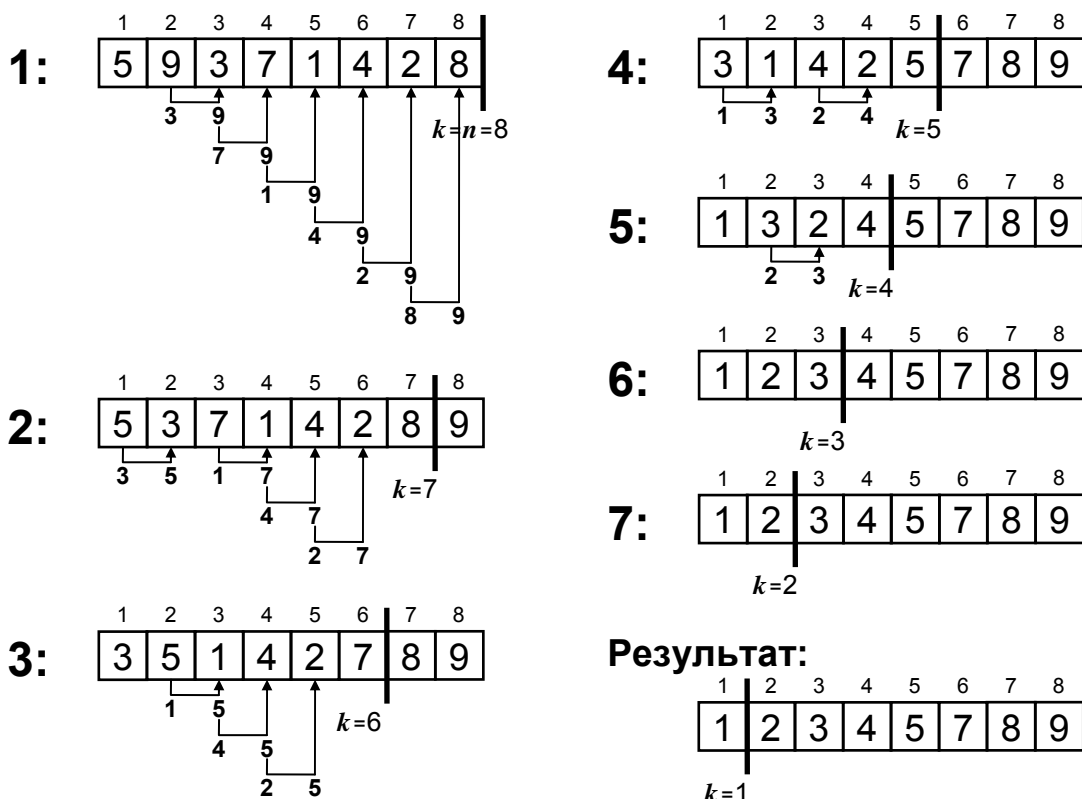 1:
1 2 3 4 5 6 7 8
5 9 3 7 1 4 2 8
3 9
k=n=8
7 9
1 9
4 9
2 9
8 9
2:
1 2 3 4 5 6 7 8
5 3 7 1 4 2 8 9
3 5 1 7
k=7
4 7
2 7
3:
1 2 3 4 5 6 7 8
3 5 1 4 2 7 8 9
1 5
k=6
4 5
2 5
4:
1 2 3 4 5 6 7 8
3 1 4 2 5 7 8 9
1 3 2 4
k=5
5:
1 2 3 4 5 6 7 8
1 3 2 4 5 7 8 9
2 3
k=4
6:
1 2 3 4 5 6 7 8
1 2 3 4 5 7 8 9
k=3
7:
1 2 3 4 5 6 7 8
1 2 3 4 5 7 8 9
k=2
Результат:
1 2 3 4 5 6 7 8
1 2 3 4 5 7 8 9
k=1